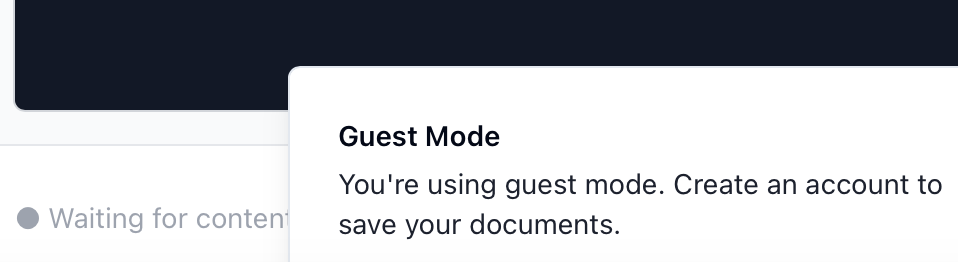 Guest Mode
You're using guest mode. Create an account to
save your documents.
Waiting for content